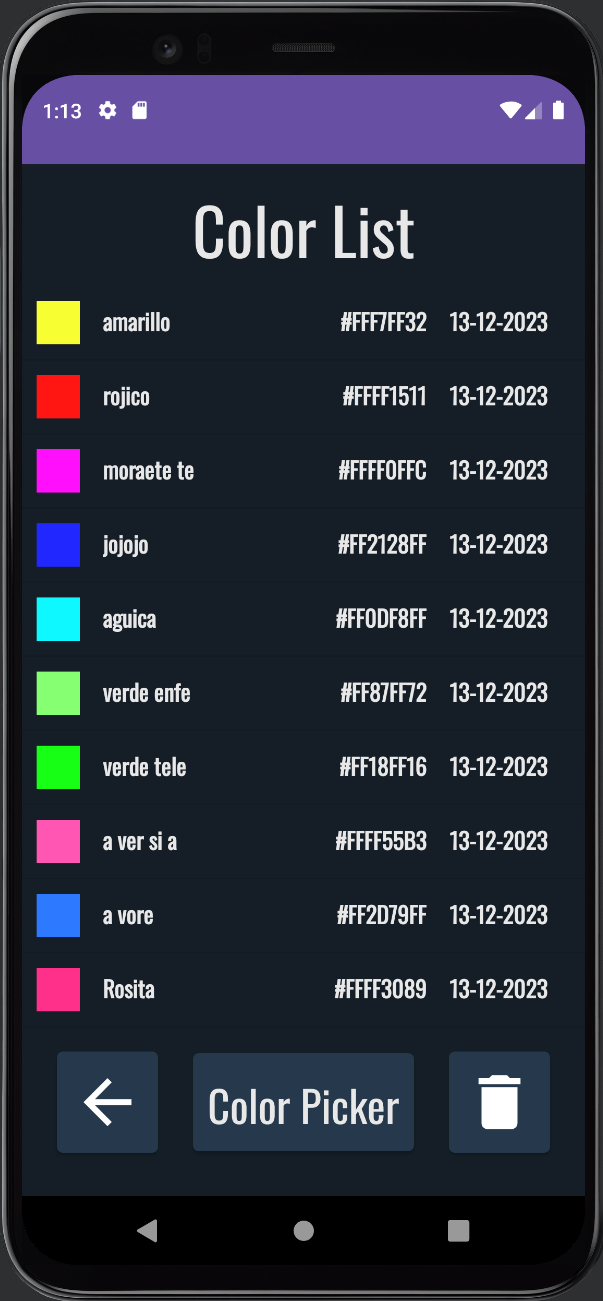 1:13
Color List
amarillo #FFF7FF32 13-12-2023
rojico #FFFF1511 13-12-2023
moraete te #FFFF0FFC 13-12-2023
jojojo #FF2128FF 13-12-2023
aguica #FF0DF8FF 13-12-2023
verde enfe #FF87FF72 13-12-2023
verde tele #FF18FF16 13-12-2023
a ver si a #FFFF55B3 13-12-2023
a vore #FF2D79FF 13-12-2023
Rosita #FFFF3089 13-12-2023
Color Picker